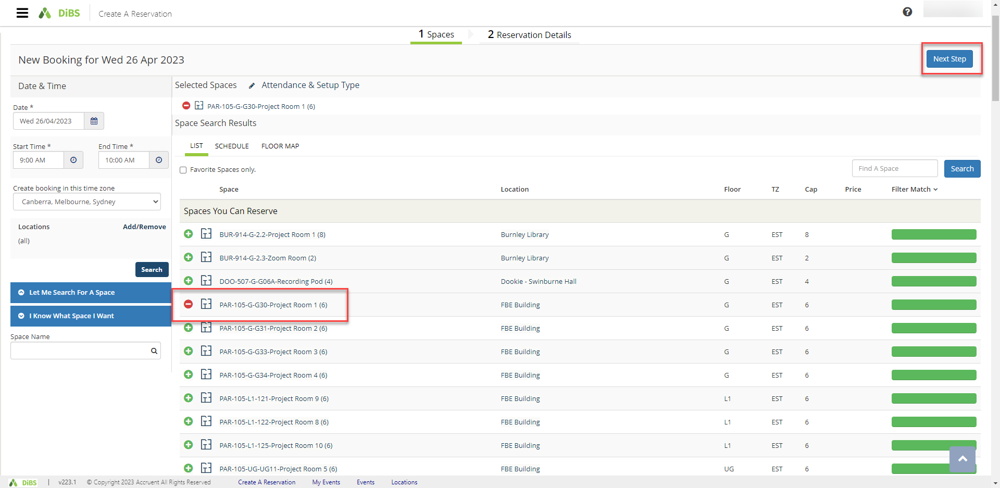 DiBS Create A Reservation
1 Spaces 2 Reservation Details
New Booking for Wed 26 Apr 2023 Next Step
Date & Time
Date *
Wed 26/04/2023
Start Time * End Time *
9:00 AM 10:00 AM
Create booking in this time zone
Canberra, Melbourne, Sydney
Locations Add/Remove
(all)
Search
Let Me Search For A Space
I Know What Space I Want
Space Name
Selected Spaces Attendance & Setup Type
PAR-105-G-G30-Project Room 1 (6)
Space Search Results
LIST SCHEDULE FLOOR MAP
Favorite Spaces only. Find A Space Search
Space Location Floor TZ Cap Price Filter Match
Spaces You Can Reserve
BUR-914-G-2.2-Project Room 1 (8) Burnley Library G EST 8
BUR-914-G-2.3-Zoom Room (2) Burnley Library G EST 2
DOO-507-G-G06A-Recording Pod (4) Dookie - Swinburne Hall G EST 4
PAR-105-G-G30-Project Room 1 (6) FBE Building G EST 6
PAR-105-G-G31-Project Room 2 (6) FBE Building G EST 6
PAR-105-G-G33-Project Room 3 (6) FBE Building G EST 6
PAR-105-G-G34-Project Room 4 (6) FBE Building G EST 6
PAR-105-L1-121-Project Room 9 (6) FBE Building L1 EST 6
PAR-105-L1-122-Project Room 8 (6) FBE Building L1 EST 6
PAR-105-L1-125-Project Room 10 (6) FBE Building L1 EST 6
PAR-105-UG-UG11-Project Room 5 (6) FBE Building UG EST 6
DiBS | v223.1 © Copyright 2023 Accruent All Rights Reserved Create A Reservation My Events Events Locations